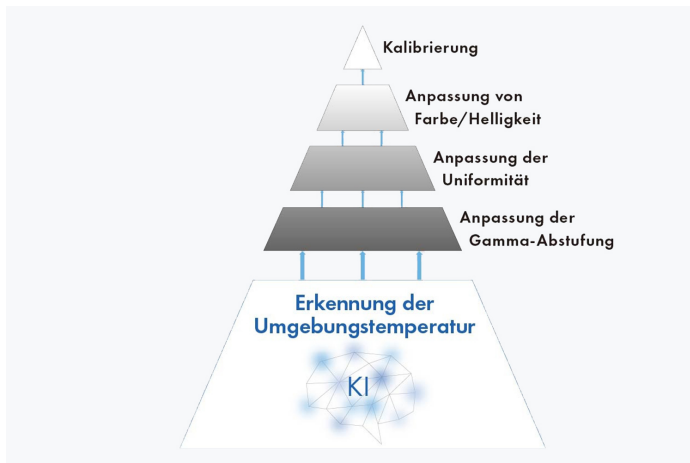 Kalibrierung
Anpassung von
Farbe/Helligkeit
Anpassung der
Uniformität
Anpassung der
Gamma-Abstufung
Erkennung der
Umgebungstemperatur
KI